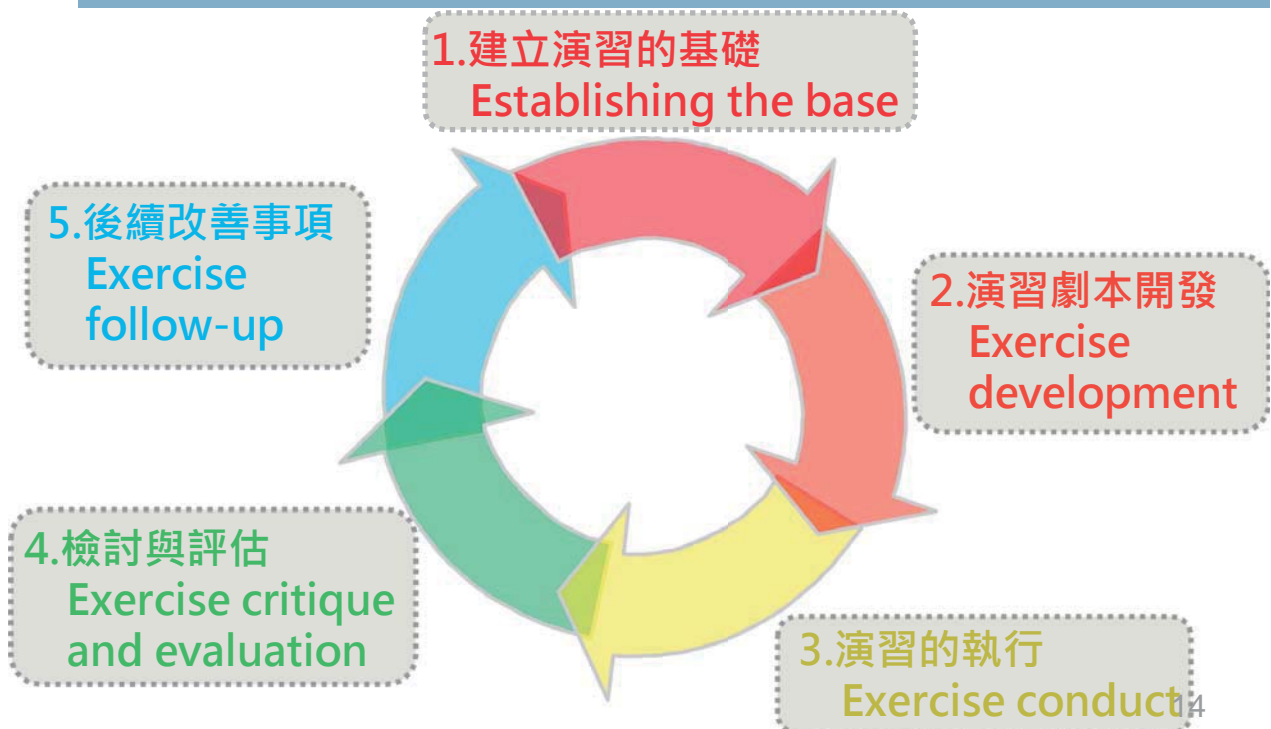 1.建立演習的基礎
Establishing the base
2.演習劇本開發
Exercise
development
3.演習的執行
Exercise conduct
4.檢討與評估
Exercise critique
and evaluation
5.後續改善事項
Exercise
follow-up
14